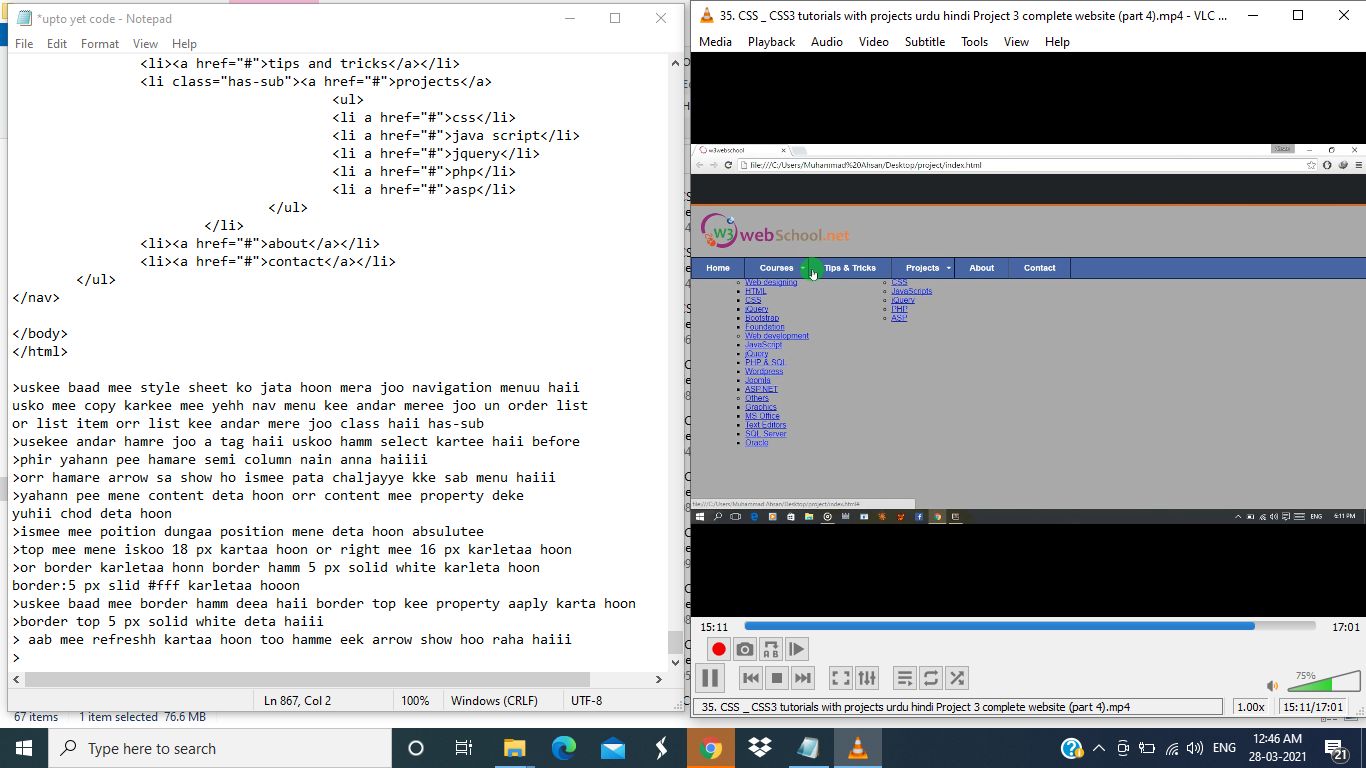 *upto yet code - Notepad
File Edit Format View Help
<li><a href="#">tips and tricks</a></li>
<li class="has-sub"><a href="#">projects</a>
<ul>
<li a href="#">css</li>
<li a href="#">java script</li>
<li a href="#">jquery</li>
<li a href="#">php</li>
<li a href="#">asp</li>
</ul>
</li>
<li><a href="#">about</a></li>
<li><a href="#">contact</a></li>
</ul>
</nav>
</body>
</html>
>uskee baad mee style sheet ko jata hoon mera joo navigation menuu haii
usko mee copy karkee mee yehh nav menu kee andar meree joo un order list
or list item orr list kee andar mere joo class haii has-sub
>usekee andar hamre joo a tag haii uskoo hamm select kartee haii before
>phir yahann pee hamare semi column nain anna haiiii
>orr hamare arrow sa show ho ismee pata chaljayye kke sab menu haiii
>yahann pee mene content deta hoon orr content mee property deke
yuhii chod deta hoon
>ismee mee poition dungaa position mene deta hoon absulutee
>top mee mene iskoo 18 px kartaa hoon or right mee 16 px karletaa hoon
>or border karletaa honn border hamm 5 px solid white karleta hoon
border:5 px slid #fff karletaa hooon
>uskee baad mee border hamm deea haii border top kee property aaply karta hoon
>border top 5 px solid white deta haiii
> aab mee refreshh kartaa hoon too hamme eek arrow show hoo raha haiii
>
Ln 867, Col 2 100% Windows (CRLF) UTF-8
67 items 1 item selected 76.6 MB
35. CSS _ CSS3 tutorials with projects urdu hindi Project 3 complete website (part 4).mp4 - VLC ...
Media Playback Audio Video Subtitle Tools View Help
w3webschool
file:///C:/Users/Muhammad%20Ahsan/Desktop/project/index.html
W3 webSchool.net
Home Courses Tips & Tricks Projects About Contact
Web designing
HTML
CSS
jQuery
Bootstrap
Foundation
Web development
JavaScript
jQuery
PHP & SQL
Wordpress
Joomla
ASP.NET
Others
Graphics
MS Office
Text Editors
SQL Server
Oracle
CSS
JavaScripts
jQuery
PHP
ASP
file:///C:/Users/Muhammad Ahsan/Desktop/project/index.html#
ENG 6:11 PM
15:11 17:01
75%
35. CSS _ CSS3 tutorials with projects urdu hindi Project 3 complete website (part 4).mp4 1.00x 15:11/17:01
Type here to search
ENG 12:46 AM
28-03-2021
21